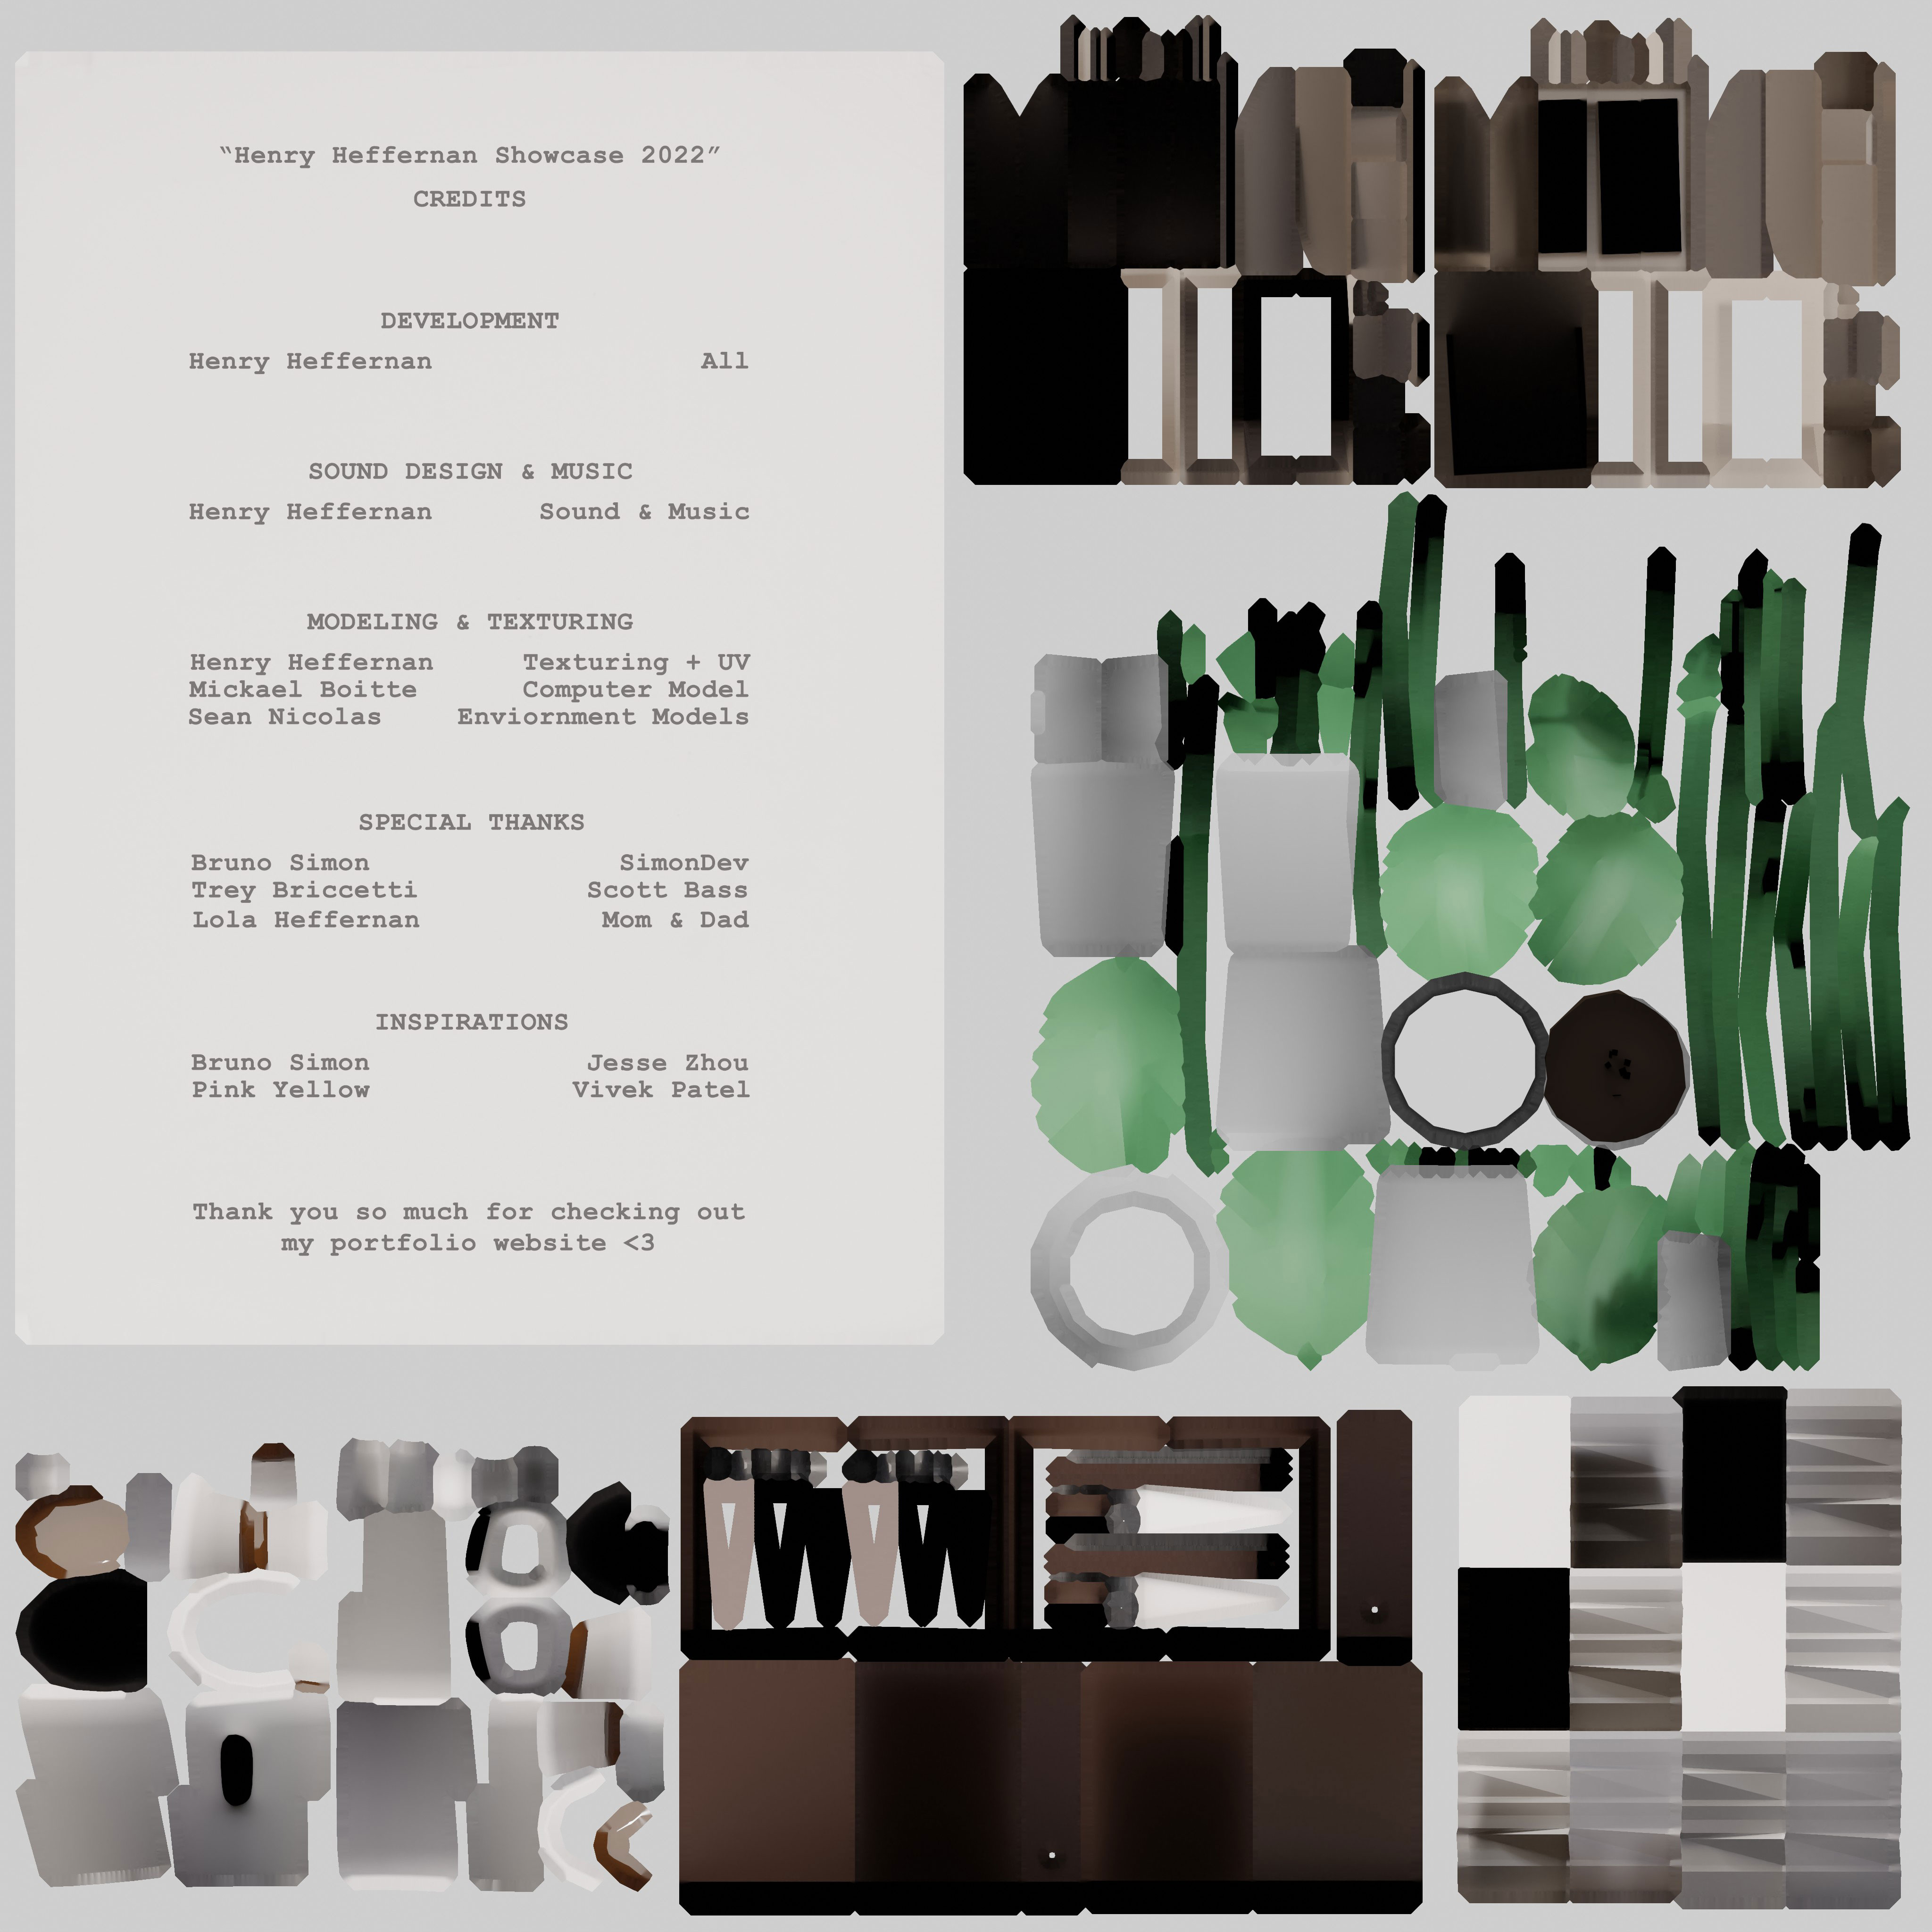 “Henry Heffernan Showcase 2022”
CREDITS
DEVELOPMENT
Henry Heffernan All
SOUND DESIGN & MUSIC
Henry Heffernan Sound & Music
MODELING & TEXTURING
Henry Heffernan Texturing + UV
Mickael Boitte Computer Model
Sean Nicolas Enviornment Models
SPECIAL THANKS
Bruno Simon SimonDev
Trey Briccetti Scott Bass
Lola Heffernan Mom & Dad
INSPIRATIONS
Bruno Simon Jesse Zhou
Pink Yellow Vivek Patel
Thank you so much for checking out
my portfolio website <3